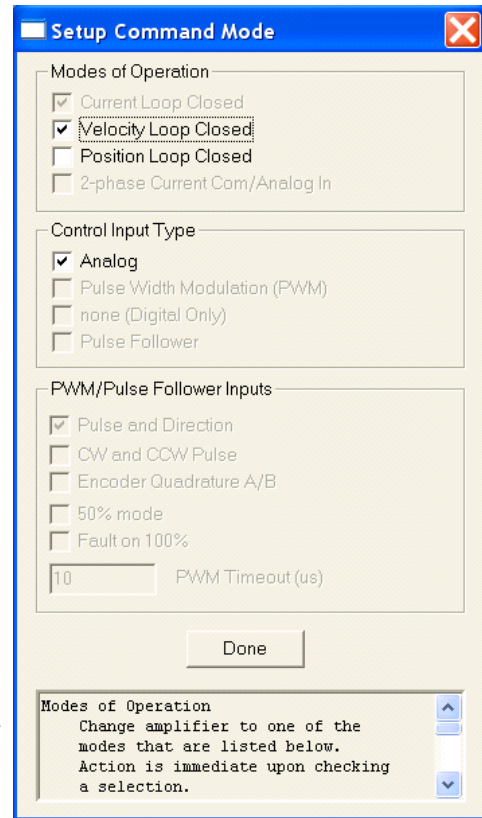 Setup Command Mode
Modes of Operation
Current Loop Closed
Velocity Loop Closed
Position Loop Closed
2-phase Current Com/Analog In
Control Input Type
Analog
Pulse Width Modulation (PWM)
none (Digital Only)
Pulse Follower
PWM/Pulse Follower Inputs
Pulse and Direction
CW and CCW Pulse
Encoder Quadrature A/B
50% mode
Fault on 100%
10 PWM Timeout (us)
Done
Modes of Operation
Change amplifier to one of the
modes that are listed below.
Action is immediate upon checking
a selection.